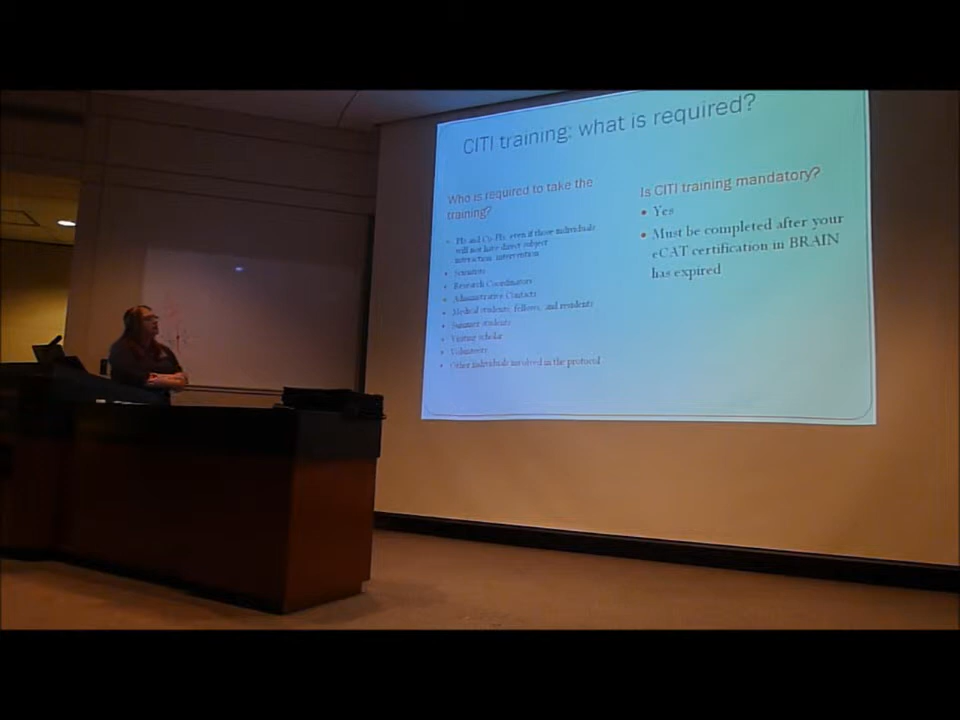 CITI training: what is required?
Who is required to take the
training?
PIs and Co-PIs, even if those individuals
will not have direct subject
interaction/intervention
Scientists
Research Coordinators
Administrative Contacts
Medical students, fellows, and residents
Summer students
Visiting scholar
Volunteers
Other individuals involved in the protocol
Is CITI training mandatory?
Yes
Must be completed after your
eCAT certification in BRAIN
has expired